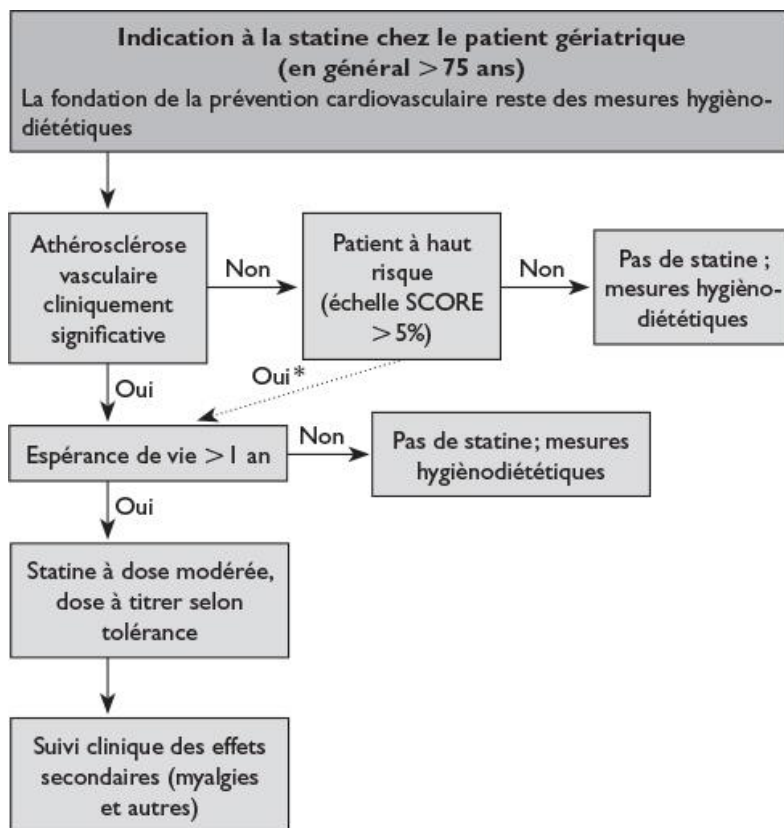 Indication à la statine chez le patient gériatrique
(en général > 75 ans)
La fondation de la prévention cardiovasculaire reste des mesures hygièno-
diététiques
Athérosclérose
vasculaire
cliniquement
significative
Non
Patient à haut
risque
(échelle SCORE
> 5%)
Non
Pas de statine ;
mesures hygièno-
diététiques
Oui
Oui*
Espérance de vie > 1 an
Non
Pas de statine; mesures
hygiènodiététiques
Oui
Statine à dose modérée,
dose à titrer selon
tolérance
Suivi clinique des effets
secondaires (myalgies
et autres)